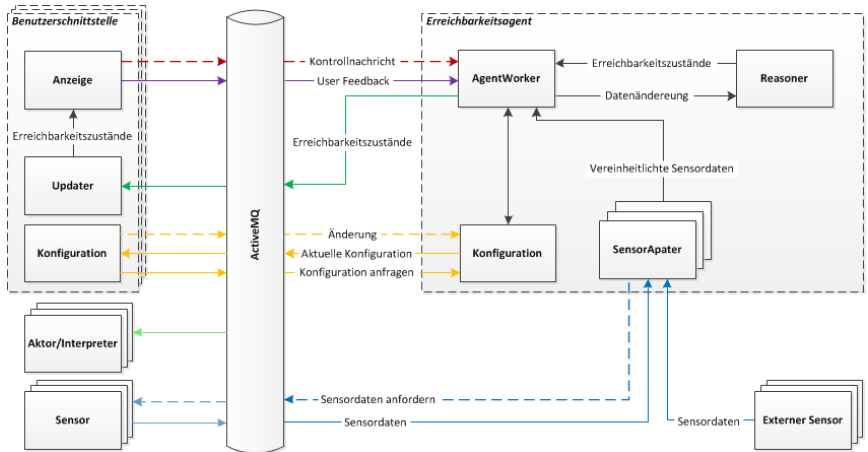 Benutzerschnittstelle
Erreichbarkeitsagent
Anzeige
Kontrollnachricht
User Feedback
AgentWorker
Erreichbarkeitszustände
Datenändereung
Reasoner
Erreichbarkeitszustände
Erreichbarkeitszustände
Updater
Vereinheitlichte Sensordaten
ActiveMQ
Konfiguration
Änderung
Aktuelle Konfiguration
Konfiguration anfragen
Konfiguration
SensorApater
Aktor/Interpreter
Sensor
Sensordaten anfordern
Sensordaten
Sensordaten
Externer Sensor